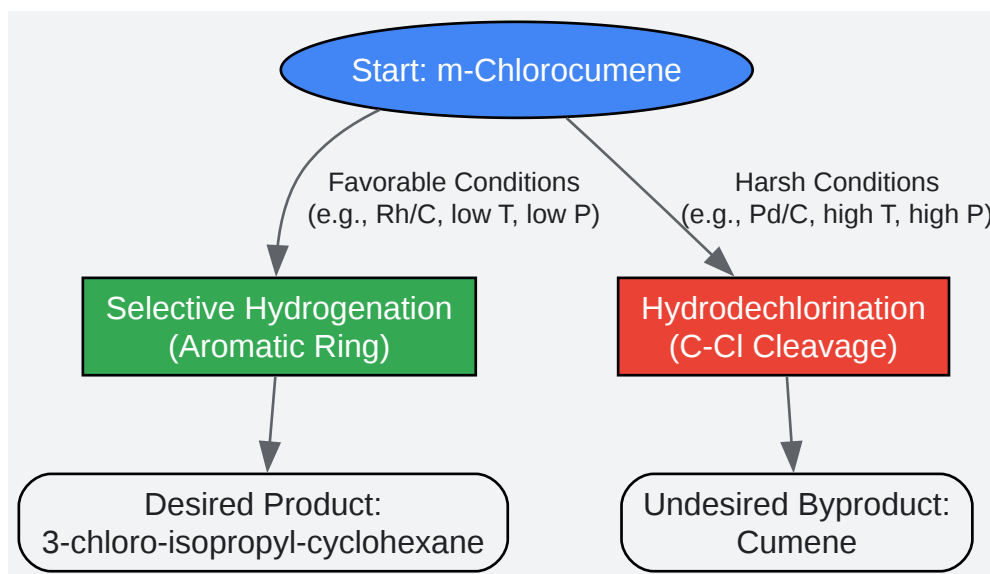 Start: m-Chlorocumene
Favorable Conditions
(e.g., Rh/C, low T, low P)
Harsh Conditions
(e.g., Pd/C, high T, high P)
Selective Hydrogenation
(Aromatic Ring)
Hydrodechlorination
(C-Cl Cleavage)
Desired Product:
3-chloro-isopropyl-cyclohexane
Undesired Byproduct:
Cumene